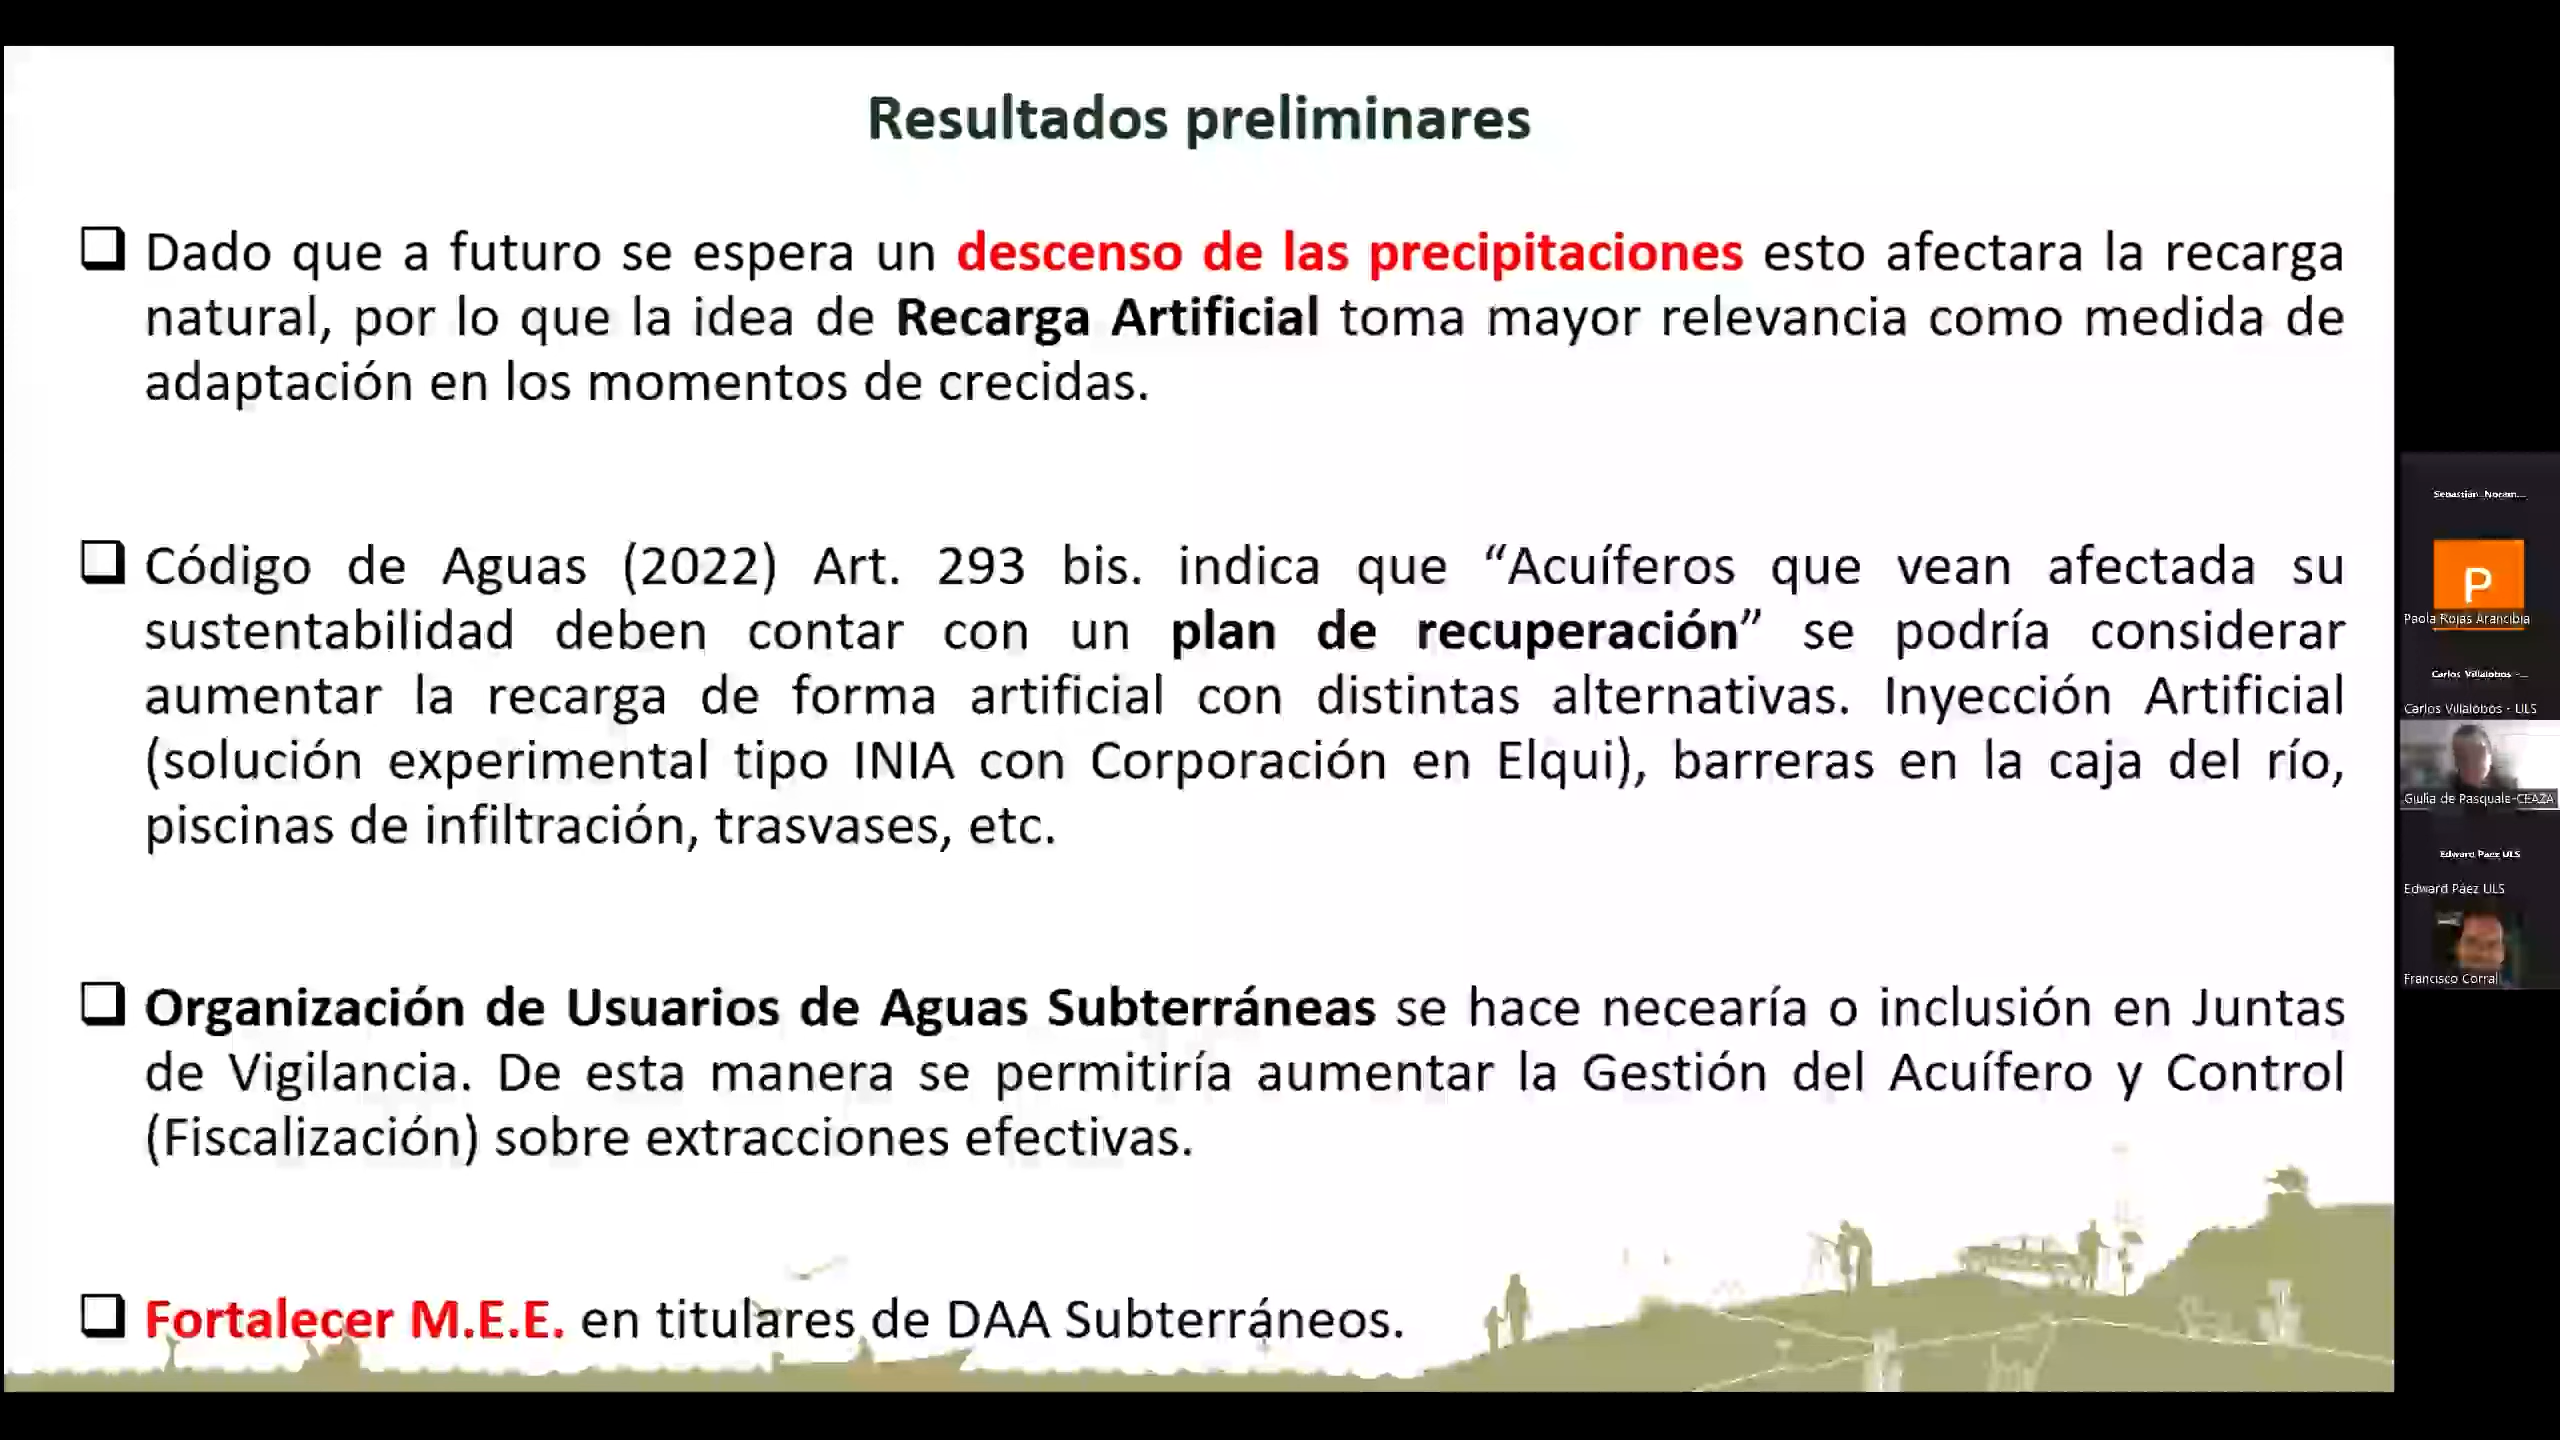 Resultados preliminares
Dado que a futuro se espera un descenso de las precipitaciones esto afectara la recarga
natural, por lo que la idea de Recarga Artificial toma mayor relevancia como medida de
adaptación en los momentos de crecidas.
Código de Aguas (2022) Art. 293 bis. indica que “Acuíferos que vean afectada su
sustentabilidad deben contar con un plan de recuperación” se podría considerar
aumentar la recarga de forma artificial con distintas alternativas. Inyección Artificial
(solución experimental tipo INIA con Corporación en Elqui), barreras en la caja del río,
piscinas de infiltración, trasvases, etc.
Organización de Usuarios de Aguas Subterráneas se hace necearía o inclusión en Juntas
de Vigilancia. De esta manera se permitiría aumentar la Gestión del Acuífero y Control
(Fiscalización) sobre extracciones efectivas.
Fortalecer M.E.E. en titulares de DAA Subterráneos.
Sebastián_Noram...
P
Paola Rojas Arancibia
Carlos Villalobos -...
Carlos Villalobos - ULS
Giulia de Pasquale-CEAZA
Edward Páez ULS
Edward Páez ULS
Francisco Corral